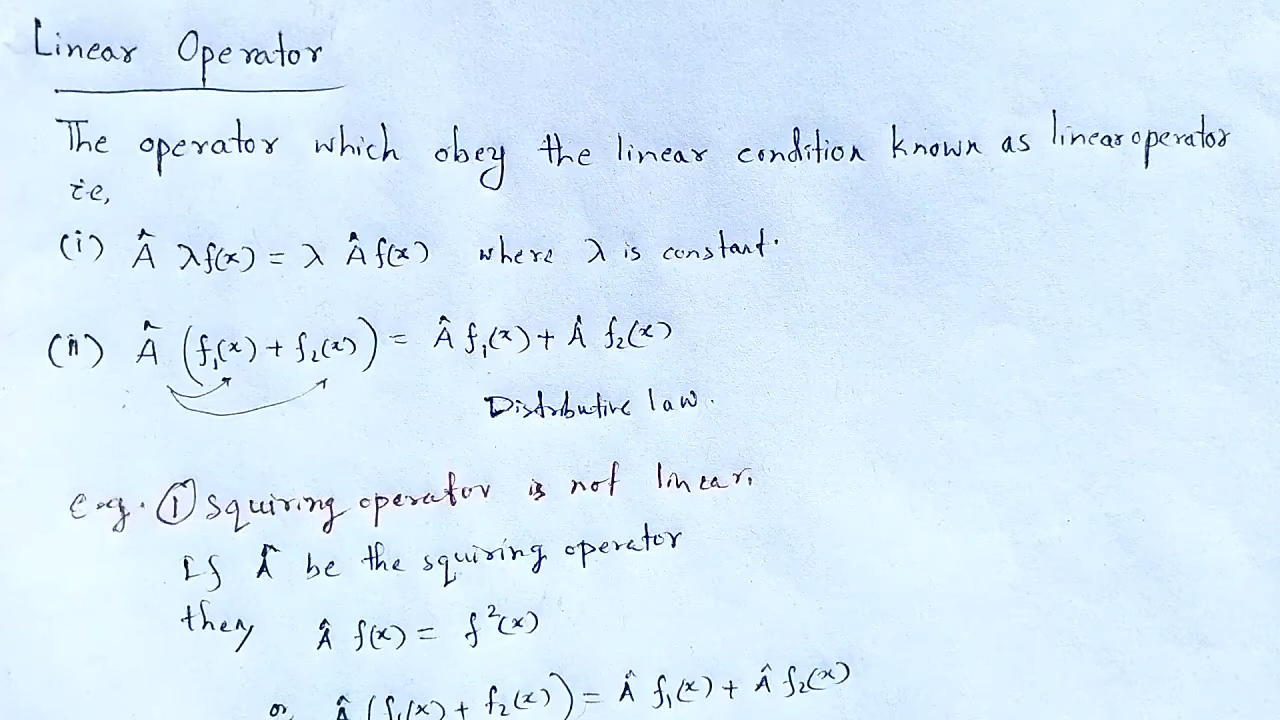 Linear Operator
The operator which obey the linear condition known as linear operator
ie,
(i) Â λf(x) = λ Â f(x) where λ is constant.
(ii) Â (f₁(x) + f₂(x)) = Â f₁(x) + Â f₂(x)
Distributive law.
e.g. ① squiring operator is not linear.
If Â be the squiring operator
then Â f(x) = f²(x)
or, Â (f₁(x) + f₂(x)) = Â f₁(x) + Â f₂(x)